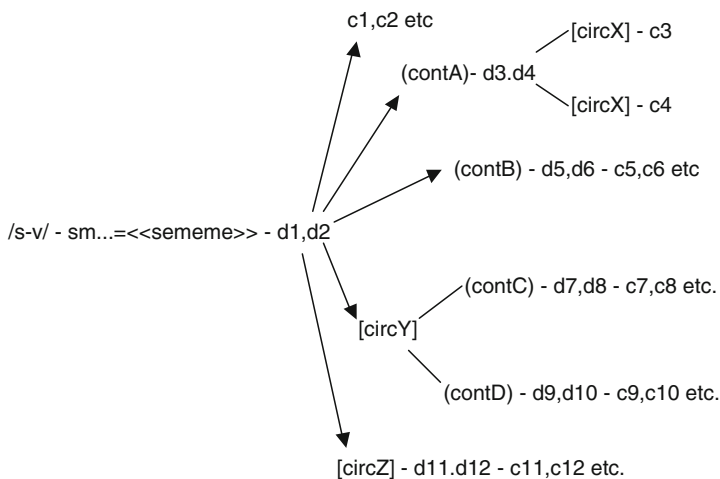 c1,c2 etc
[circX] - c3
(contA)- d3.d4
[circX] - c4
(contB) - d5,d6 - c5,c6 etc
/s-v/ - sm...=<<sememe>> - d1,d2
(contC) - d7,d8 - c7,c8 etc.
[circY]
(contD) - d9,d10 - c9,c10 etc.
[circZ] - d11.d12 - c11,c12 etc.